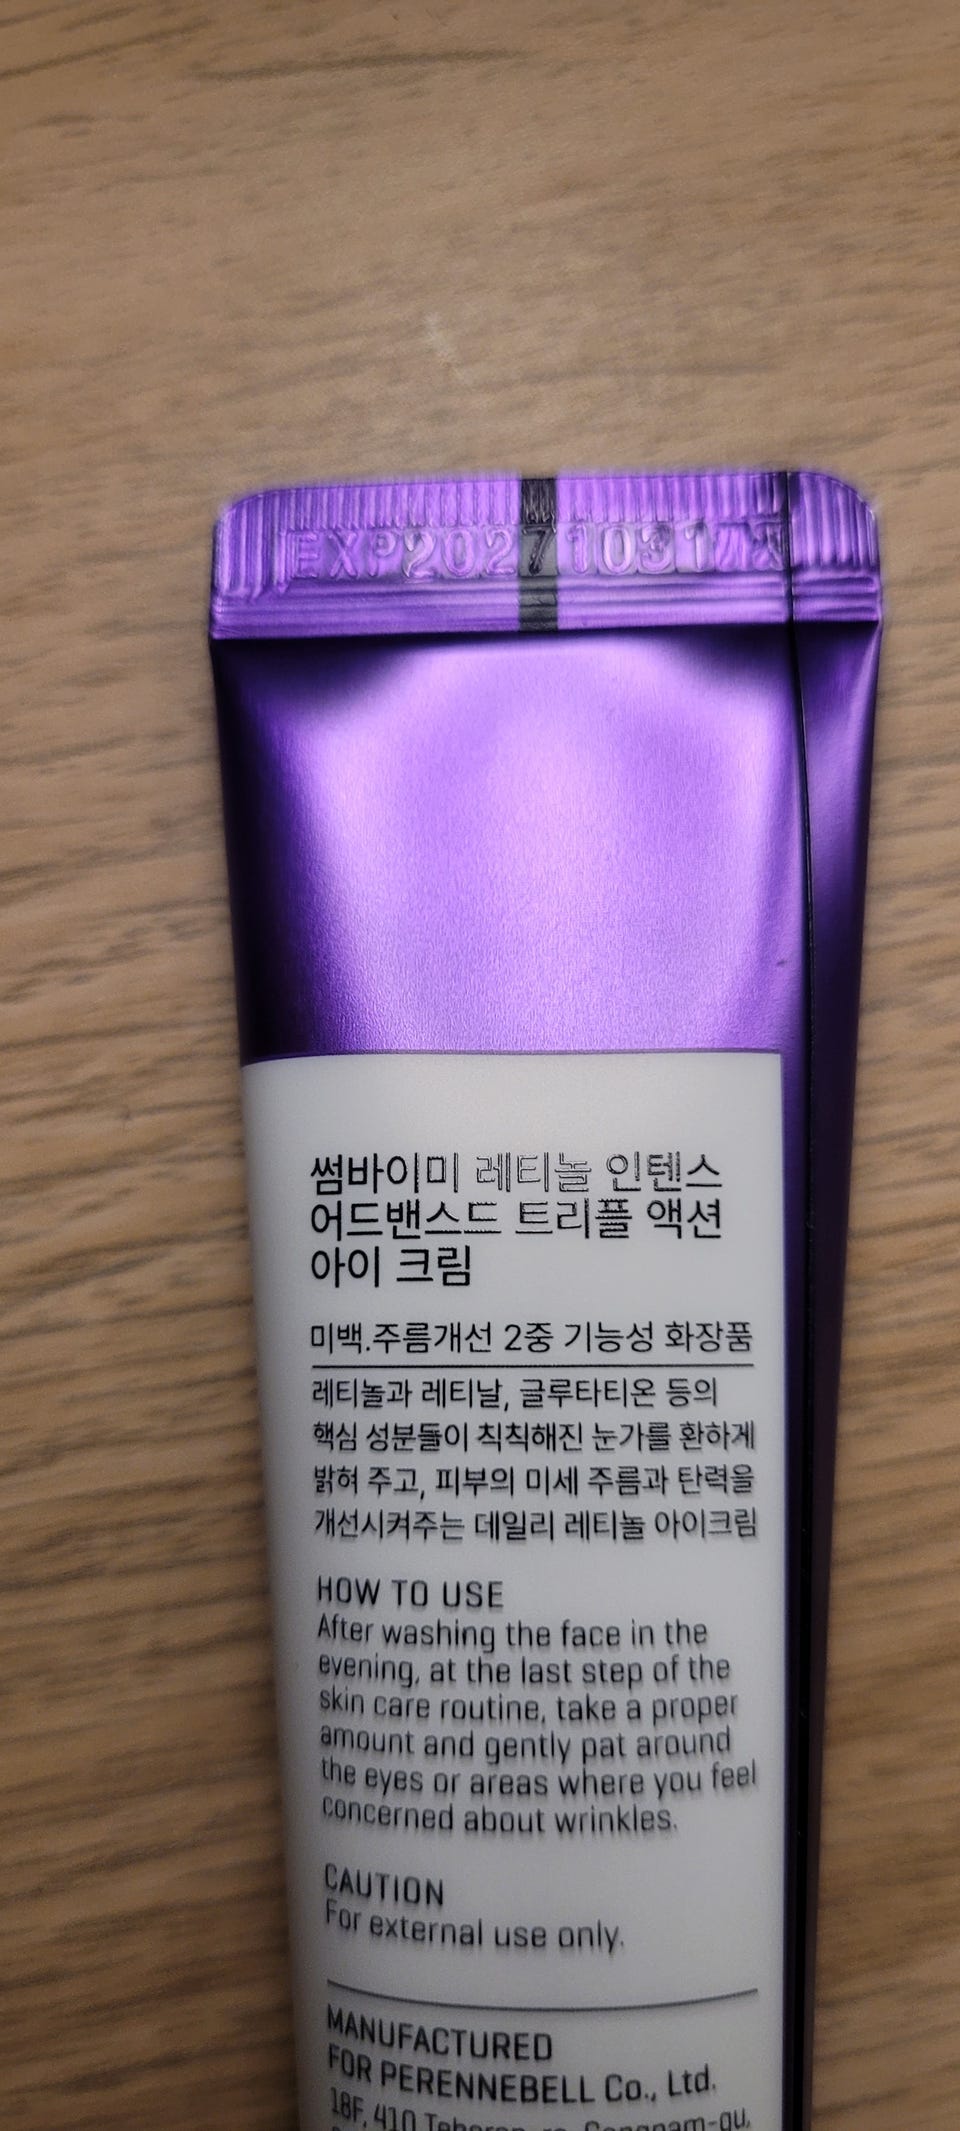 EXP20271031
썸바이미 레티놀 인텐스
어드밴스드 트리플 액션
아이 크림
미백.주름개선 2중 기능성 화장품
레티놀과 레티날, 글루타티온 등의
핵심 성분들이 칙칙해진 눈가를 환하게
밝혀 주고, 피부의 미세 주름과 탄력을
개선시켜주는 데일리 레티놀 아이크림
HOW TO USE
After washing the face in the
evening, at the last step of the
skin care routine, take a proper
amount and gently pat around
the eyes or areas where you feel
concerned about wrinkles.
CAUTION
For external use only.
MANUFACTURED
FOR PERENNEBELL Co., Ltd.
18F, 410